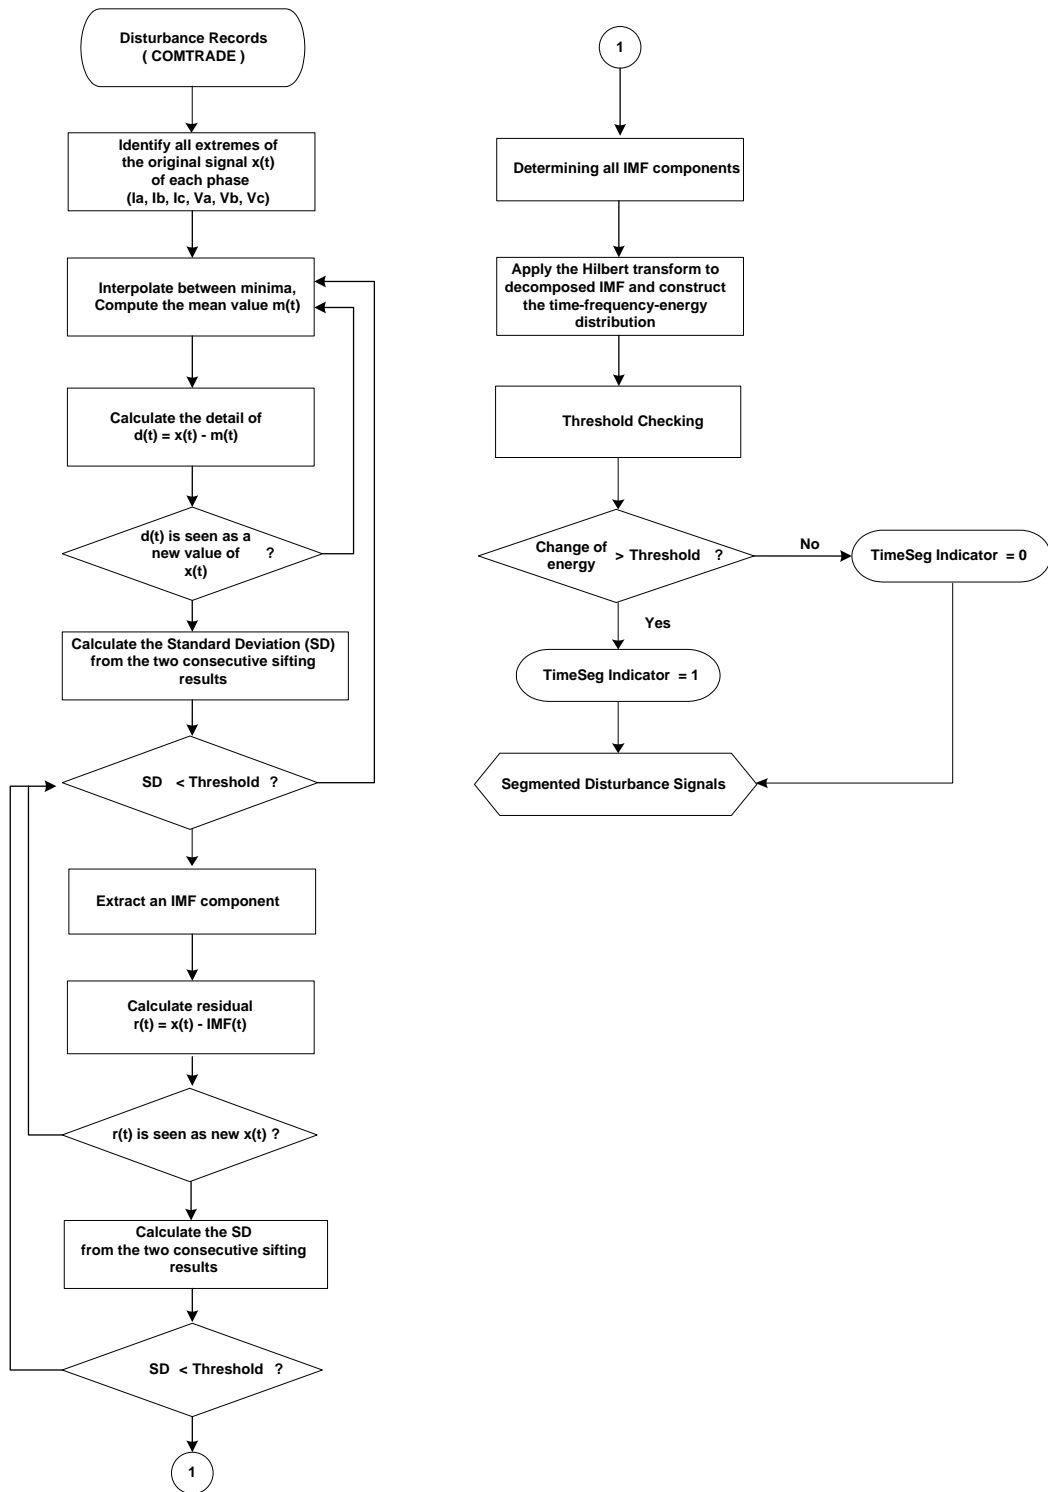 Disturbance Records
( COMTRADE )
Identify all extremes of
the original signal x(t)
of each phase
(Ia, Ib, Ic, Va, Vb, Vc)
Interpolate between minima,
Compute the mean value m(t)
Calculate the detail of
d(t) = x(t) - m(t)
d(t) is seen as a
new value of ?
x(t)
Calculate the Standard Deviation (SD)
from the two consecutive sifting
results
SD < Threshold ?
Extract an IMF component
Calculate residual
r(t) = x(t) - IMF(t)
r(t) is seen as new x(t) ?
Calculate the SD
from the two consecutive sifting
results
SD < Threshold ?
1
1
Determining all IMF components
Apply the Hilbert transform to
decomposed IMF and construct
the time-frequency-energy
distribution
Threshold Checking
Change of
energy > Threshold ?
No
TimeSeg Indicator = 0
Yes
TimeSeg Indicator = 1
Segmented Disturbance Signals